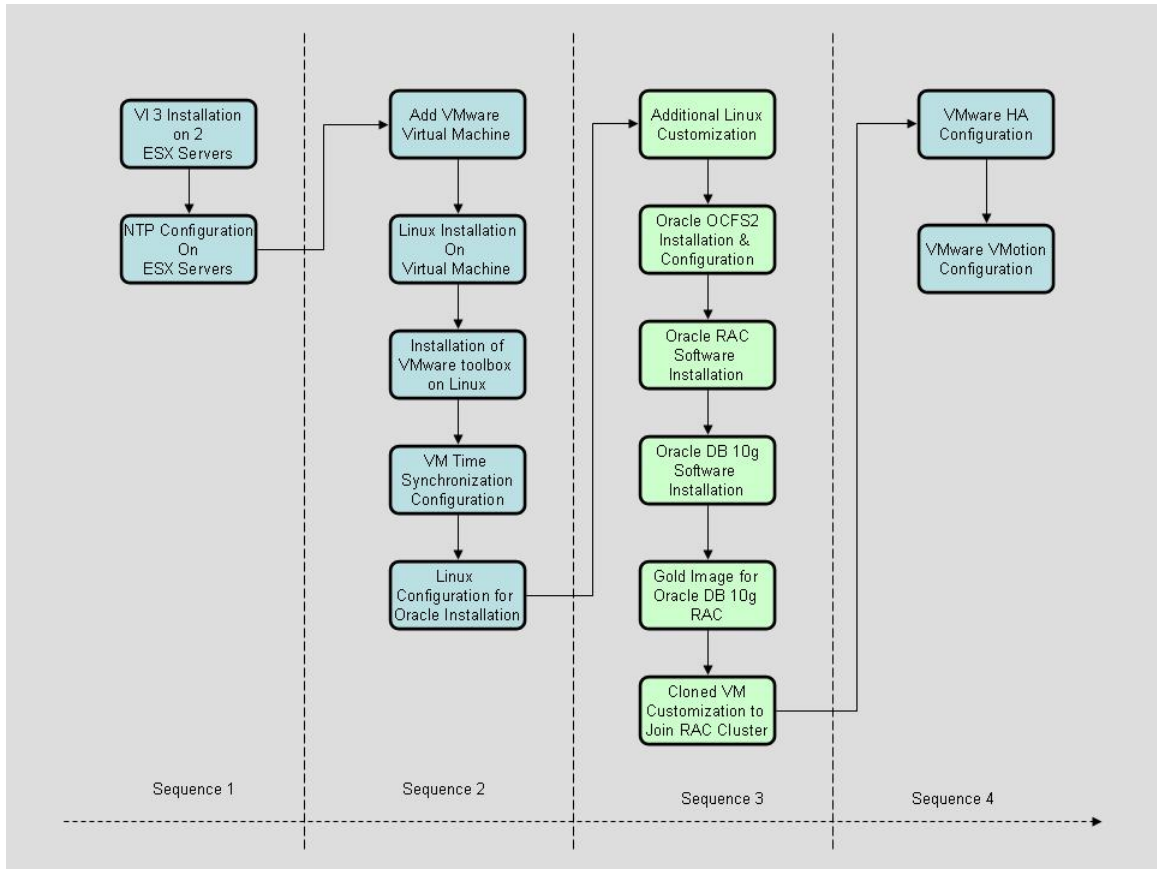 VI 3 Installation
on 2
ESX Servers
NTP Configuration
On
ESX Servers
Add VMware
Virtual Machine
Linux Installation
On
Virtual Machine
Installation of
VMware toolbox
on Linux
VM Time
Synchronization
Configuration
Linux
Configuration for
Oracle Installation
Additional Linux
Customization
Oracle OCFS2
Installation &
Configuration
Oracle RAC
Software
Installation
Oracle DB 10g
Software
Installation
Gold Image for
Oracle DB 10g
RAC
Cloned VM
Customization to
Join RAC Cluster
VMware HA
Configuration
VMware VMotion
Configuration
Sequence 1
Sequence 2
Sequence 3
Sequence 4